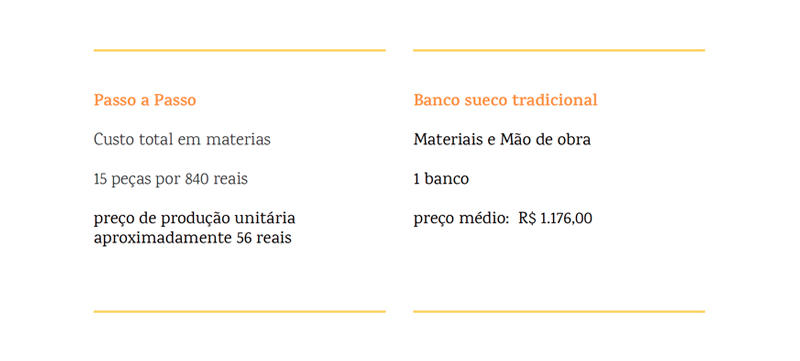 Passo a Passo
Custo total em materias
15 peças por 840 reais
preço de produção unitária
aproximadamente 56 reais
Banco sueco tradicional
Materiais e Mão de obra
1 banco
preço médio: R$ 1.176,00